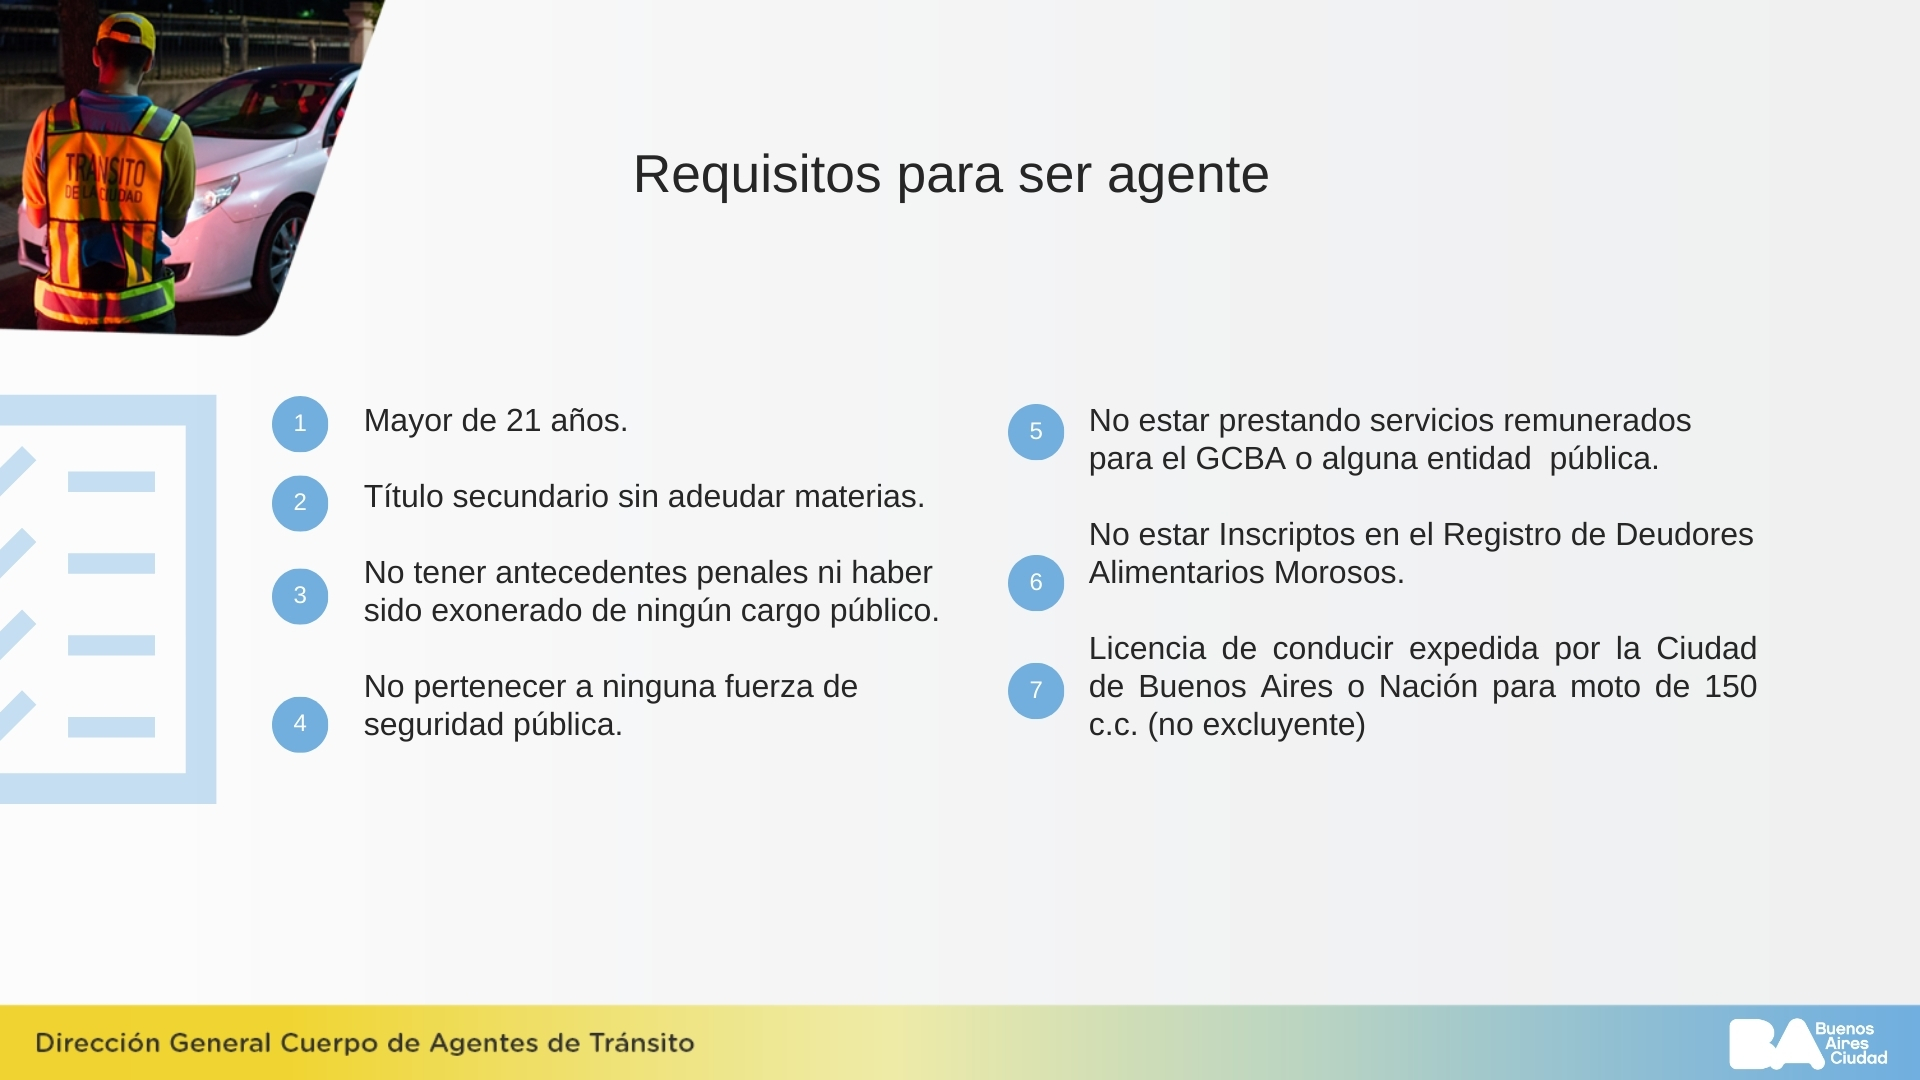 TRANSITO
DE LA CIUDAD
Requisitos para ser agente
1 Mayor de 21 años.
2 Título secundario sin adeudar materias.
3 No tener antecedentes penales ni haber
sido exonerado de ningún cargo público.
4 No pertenecer a ninguna fuerza de
seguridad pública.
5 No estar prestando servicios remunerados
para el GCBA o alguna entidad  pública.
6 No estar Inscriptos en el Registro de Deudores
Alimentarios Morosos.
7 Licencia de conducir expedida por la Ciudad
de Buenos Aires o Nación para moto de 150
c.c. (no excluyente)
Dirección General Cuerpo de Agentes de Tránsito
BA
Buenos
Aires
Ciudad